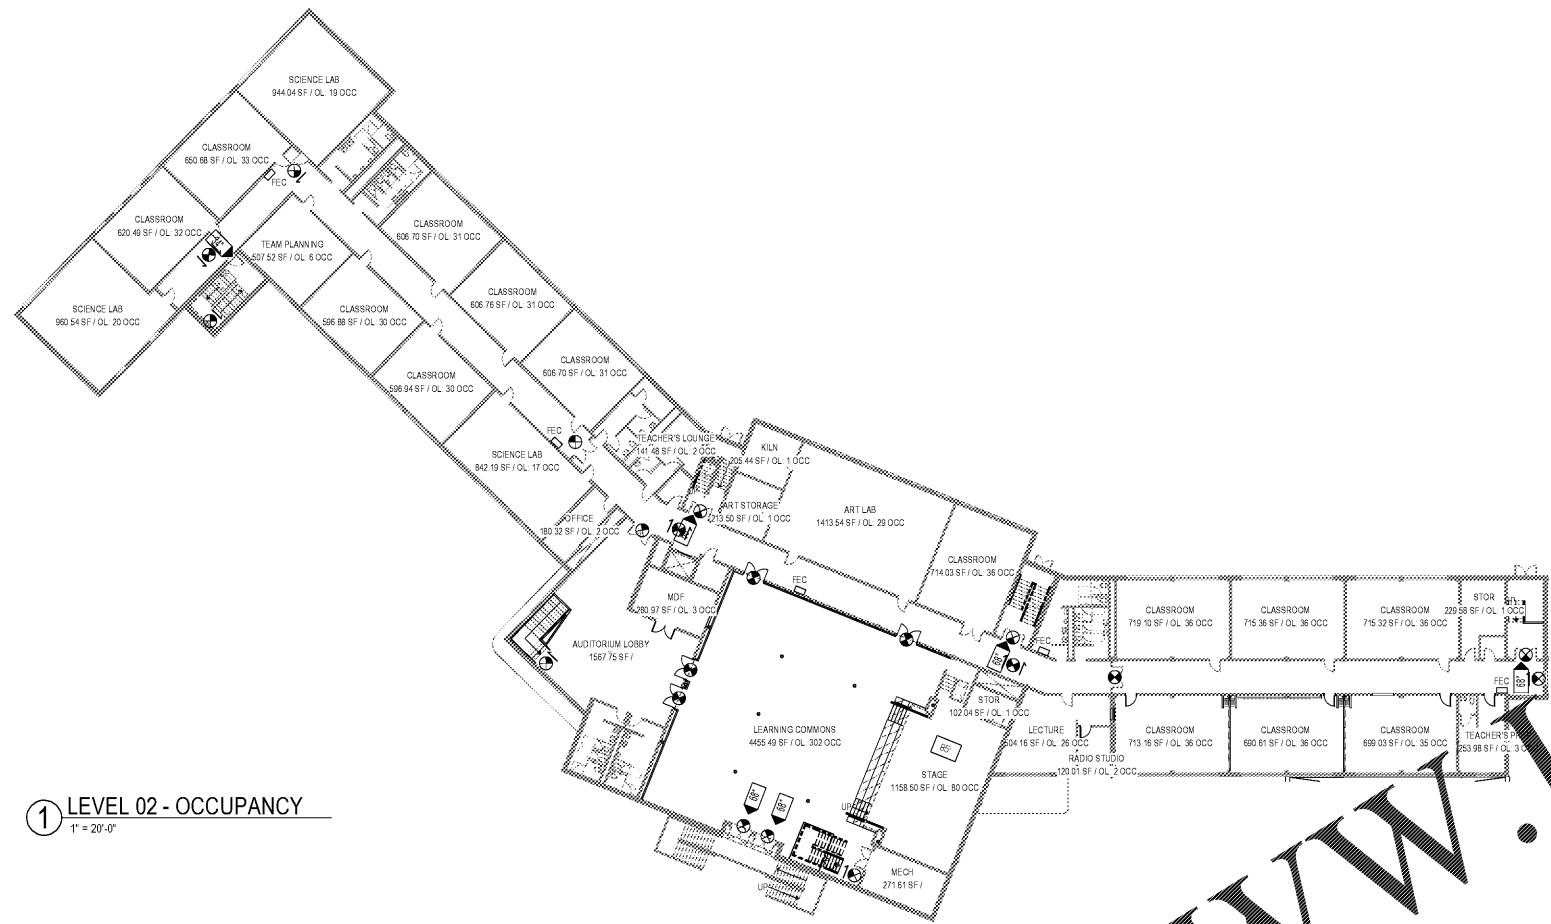 SCIENCE LAB
944.04 SF / OL: 19 OCC
CLASSROOM
650.68 SF / OL: 33 OCC
FEC
CLASSROOM
620.49 SF / OL: 32 OCC
CLASSROOM
606.70 SF / OL: 31 OCC
TEAM PLANNING
507.52 SF / OL: 6 OCC
SCIENCE LAB
960.54 SF / OL: 20 OCC
CLASSROOM
606.76 SF / OL: 31 OCC
CLASSROOM
596.88 SF / OL: 30 OCC
CLASSROOM
606.70 SF / OL: 31 OCC
CLASSROOM
596.94 SF / OL: 30 OCC
FEC
SCIENCE LAB
842.19 SF / OL: 17 OCC
TEACHER'S LOUNGE
141.48 SF / OL: 2 OCC
KILN
205.44 SF / OL: 1 OCC
OFFICE
180.32 SF / OL: 2 OCC
ART STORAGE
213.50 SF / OL: 1 OCC
ART LAB
1413.54 SF / OL: 29 OCC
CLASSROOM
714.03 SF / OL: 36 OCC
FEC
MDF
280.97 SF / OL: 3 OCC
AUDITORIUM LOBBY
1567.75 SF /
FEC
68"
CLASSROOM
719.10 SF / OL: 36 OCC
CLASSROOM
715.36 SF / OL: 36 OCC
CLASSROOM
715.32 SF / OL: 36 OCC
STOR
229.58 SF / OL: 1 OCC
FEC
68"
STOR
102.04 SF / OL: 1 OCC
LEARNING COMMONS
4455.49 SF / OL: 302 OCC
LECTURE
504.16 SF / OL: 26 OCC
RADIO STUDIO
120.01 SF / OL: 2 OCC
CLASSROOM
713.16 SF / OL: 36 OCC
CLASSROOM
690.61 SF / OL: 36 OCC
CLASSROOM
699.03 SF / OL: 35 OCC
TEACHER'S P
253.98 SF / OL: 3
85'
STAGE
1158.50 SF / OL: 80 OCC
68"
68"
UP
MECH
271.61 SF /
UP
1 LEVEL 02 - OCCUPANCY
1" = 20'-0"
WW.